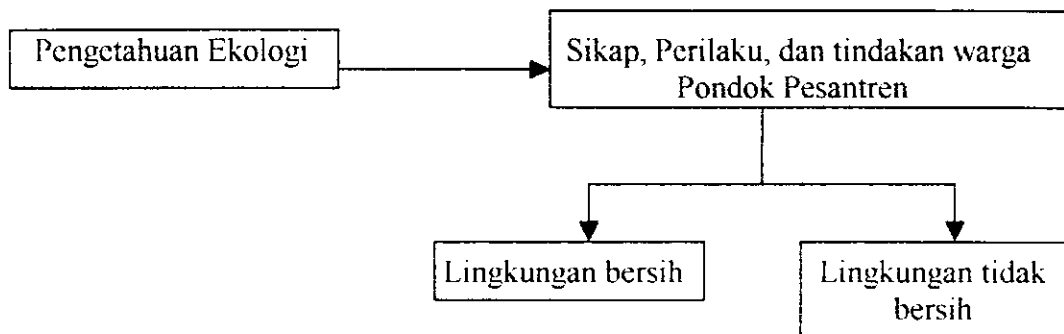 Pengetahuan Ekologi
Sikap, Perilaku, dan tindakan warga
Pondok Pesantren
Lingkungan bersih
Lingkungan tidak
bersih